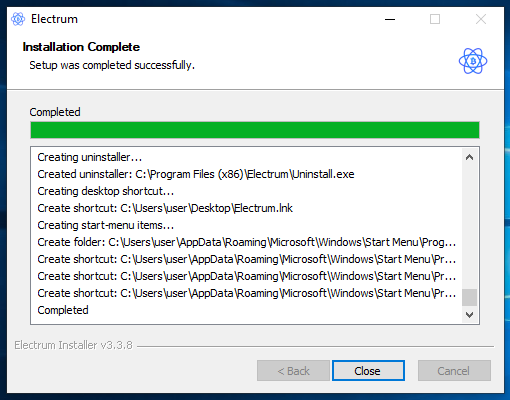 Electrum
Installation Complete
Setup was completed successfully.
Completed
Creating uninstaller...
Created uninstaller: C:\Program Files (x86)\Electrum\Uninstall.exe
Creating desktop shortcut...
Create shortcut: C:\Users\user\Desktop\Electrum.lnk
Creating start-menu items...
Create folder: C:\Users\user\AppData\Roaming\Microsoft\Windows\Start Menu\Prog...
Create shortcut: C:\Users\user\AppData\Roaming\Microsoft\Windows\Start Menu\Pr...
Create shortcut: C:\Users\user\AppData\Roaming\Microsoft\Windows\Start Menu\Pr...
Create shortcut: C:\Users\user\AppData\Roaming\Microsoft\Windows\Start Menu\Pr...
Completed
Electrum Installer v3.3.8
< Back
Close
Cancel